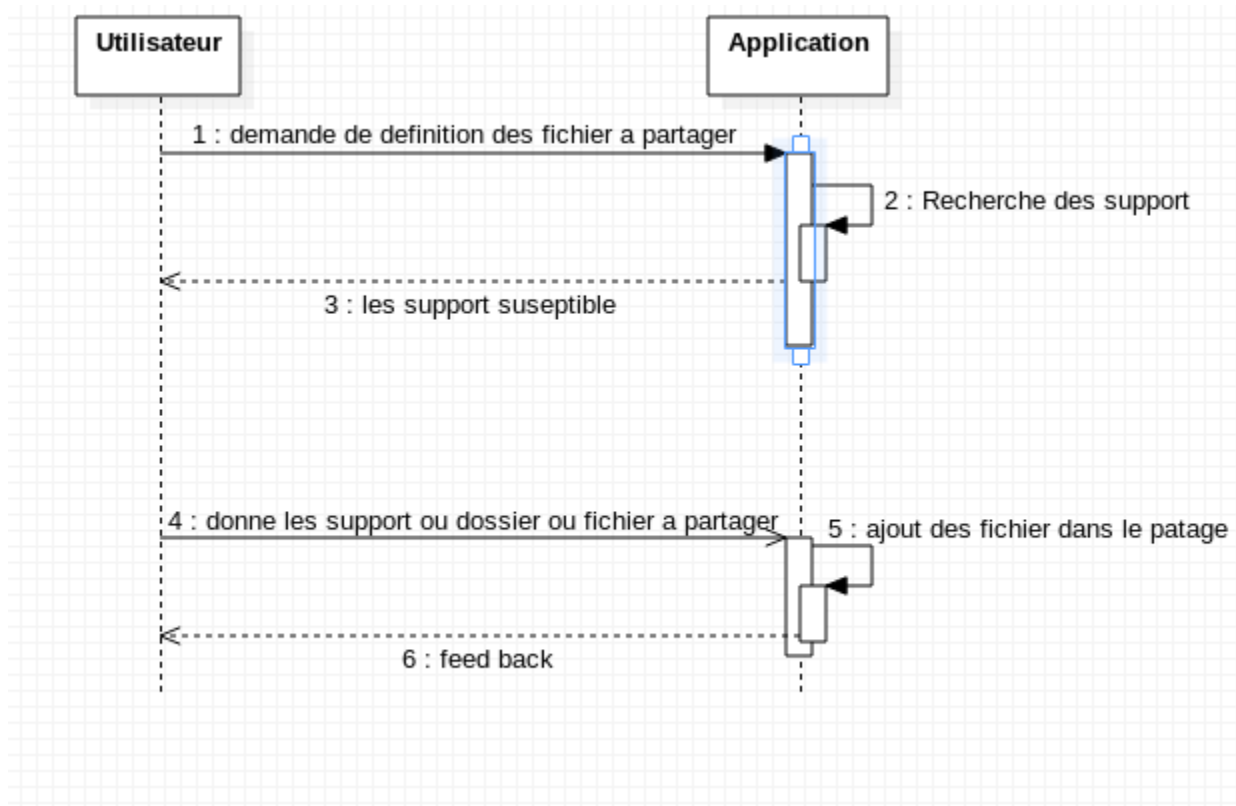 Utilisateur
Application
1 : demande de definition des fichier a partager
2 : Recherche des support
3 : les support suseptible
4 : donne les support ou dossier ou fichier a partager
5 : ajout des fichier dans le patage
6 : feed back